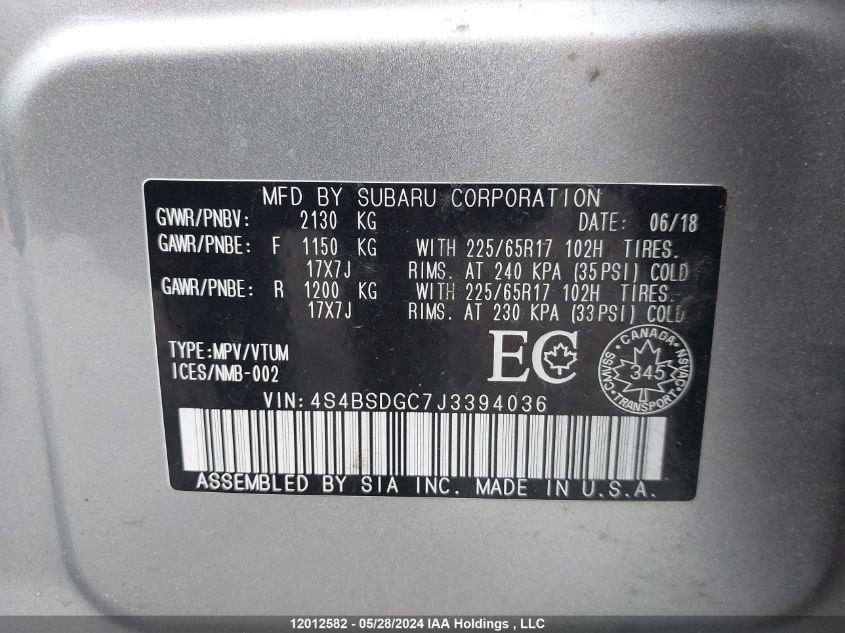 MFD BY SUBARU CORPORATION
GVWR/PNBV: 2130 KG DATE: 06/18
GAWR/PNBE: F 1150 KG WITH 225/65R17 102H TIRES.
17X7J RIMS. AT 240 KPA (35PSI) COLD
GAWR/PNBE: R 1200 KG WITH 225/65R17 102H TIRES.
17X7J RIMS. AT 230 KPA (33PSI) COLD
TYPE:MPV/VTUM
ICES/NMB-002
EC
CANADA
CMVSS 345 NSVAC
TRANSPORT
VIN:4S4BSDGC7J3394036
ASSEMBLED BY SIA INC. MADE IN U.S.A.
12012582 - 05/28/2024 IAA Holdings , LLC